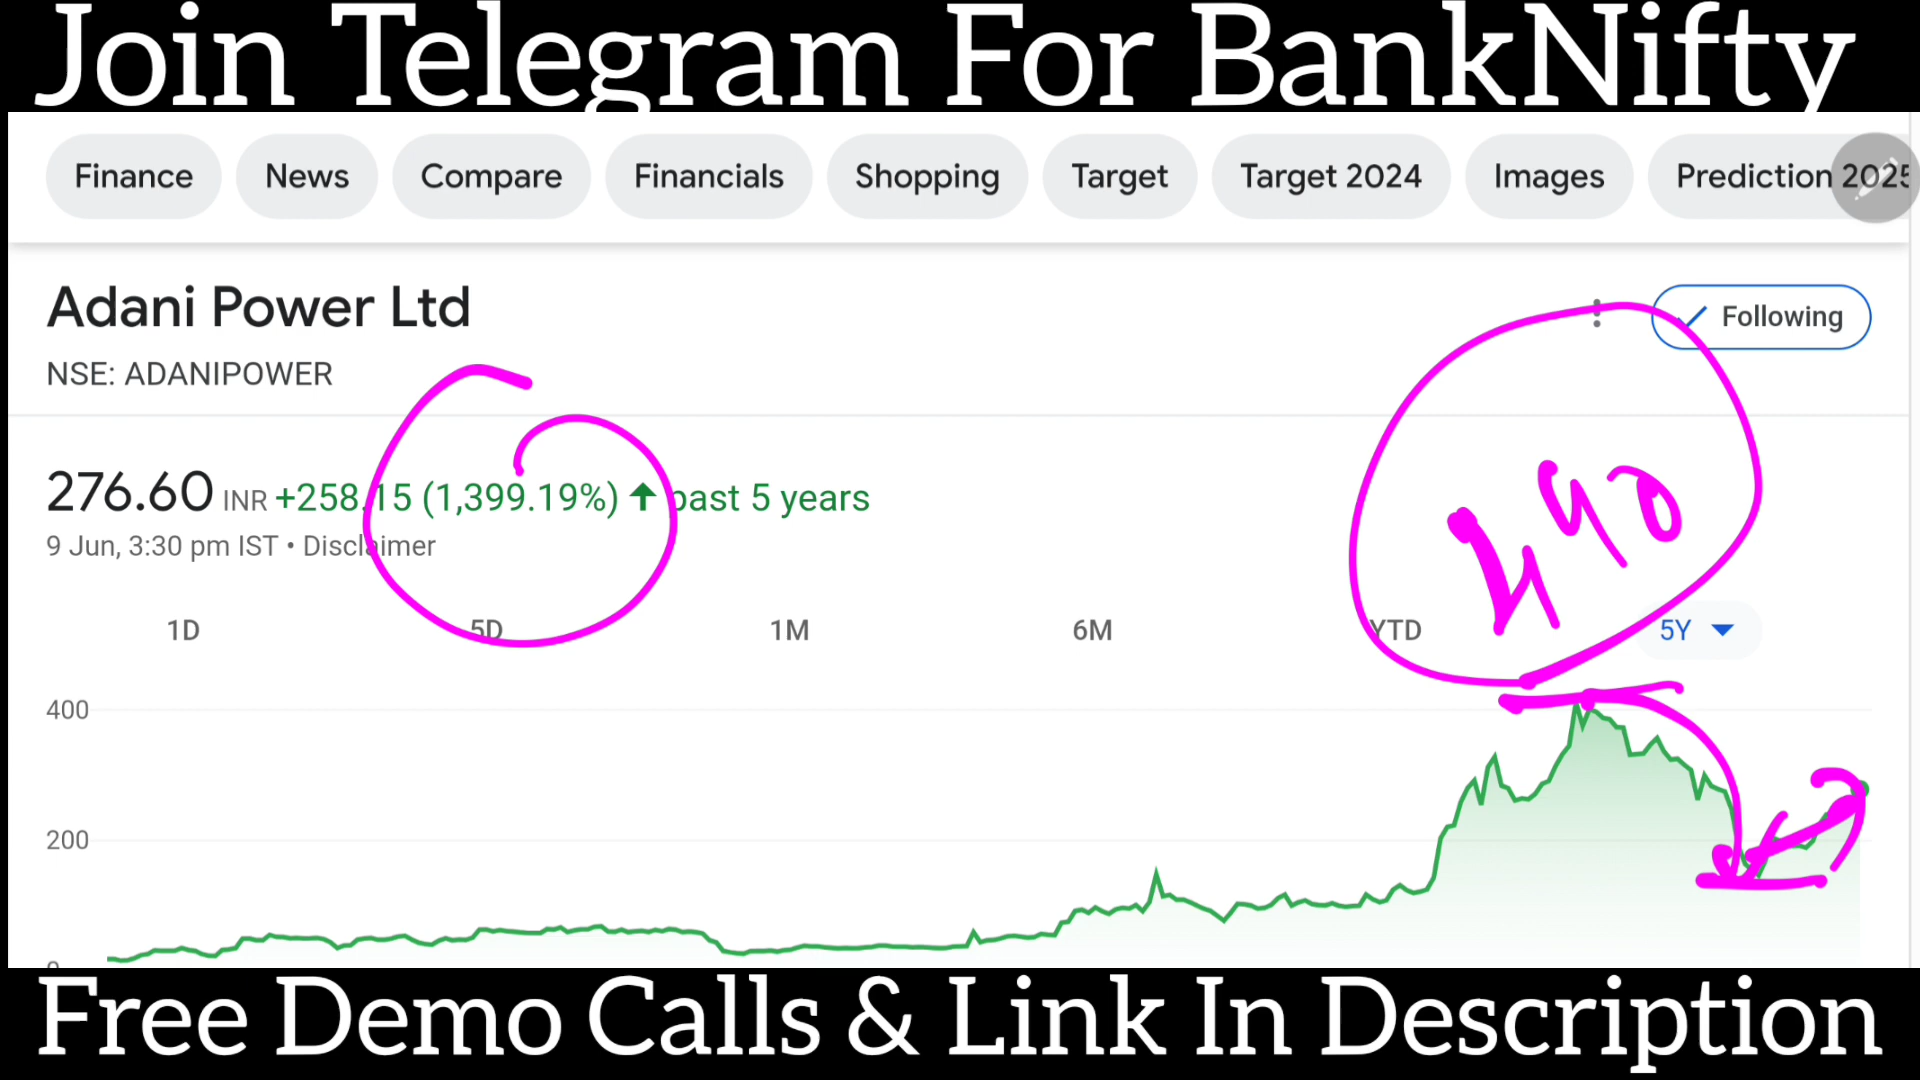 Join Telegram For BankNifty
Finance News Compare Financials Shopping Target Target 2024 Images Prediction 2025
Adani Power Ltd
Following
NSE: ADANIPOWER
276.60 INR +258.15 (1,399.19%) ↑ past 5 years
9 Jun, 3:30 pm IST • Disclaimer
1D 5D 1M 6M YTD 5Y
400
200
Free Demo Calls & Link In Description